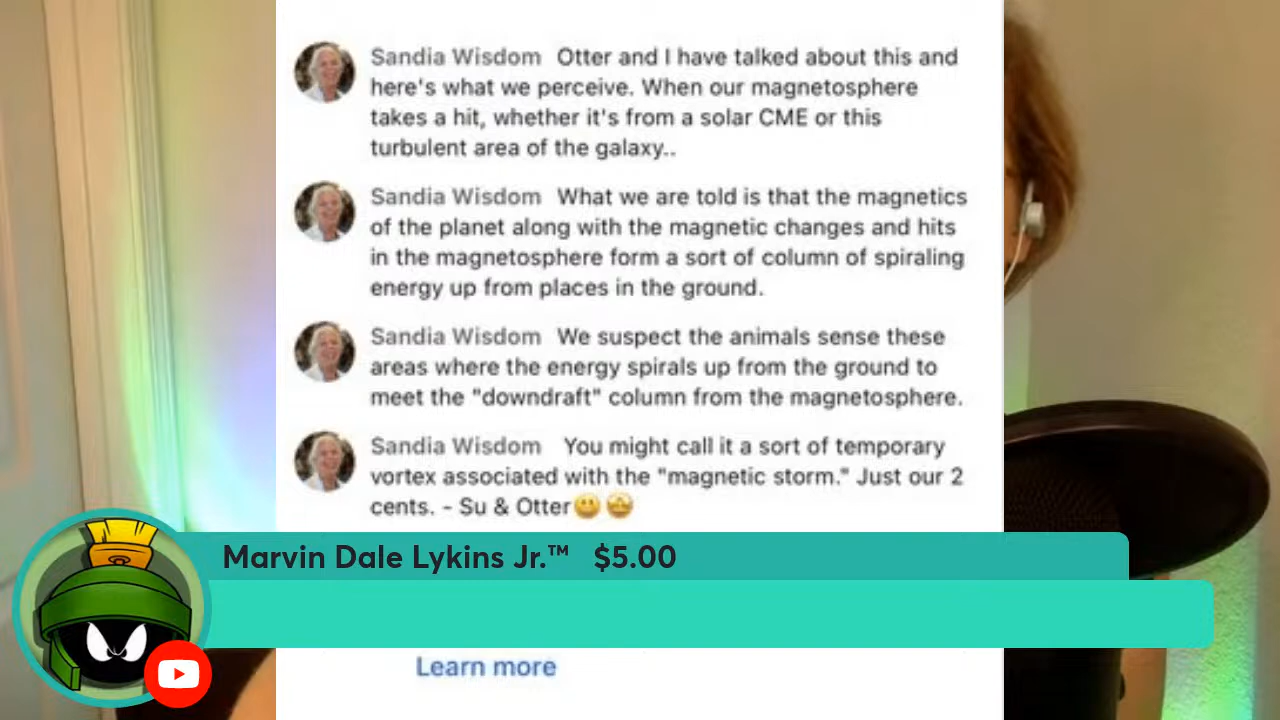 Sandia Wisdom Otter and I have talked about this and
here's what we perceive. When our magnetosphere
takes a hit, whether it's from a solar CME or this
turbulent area of the galaxy..
Sandia Wisdom What we are told is that the magnetics
of the planet along with the magnetic changes and hits
in the magnetosphere form a sort of column of spiraling
energy up from places in the ground.
Sandia Wisdom We suspect the animals sense these
areas where the energy spirals up from the ground to
meet the "downdraft" column from the magnetosphere.
Sandia Wisdom You might call it a sort of temporary
vortex associated with the "magnetic storm." Just our 2
cents. - Su & Otter😀🤩
Marvin Dale Lykins Jr.™ $5.00
Learn more